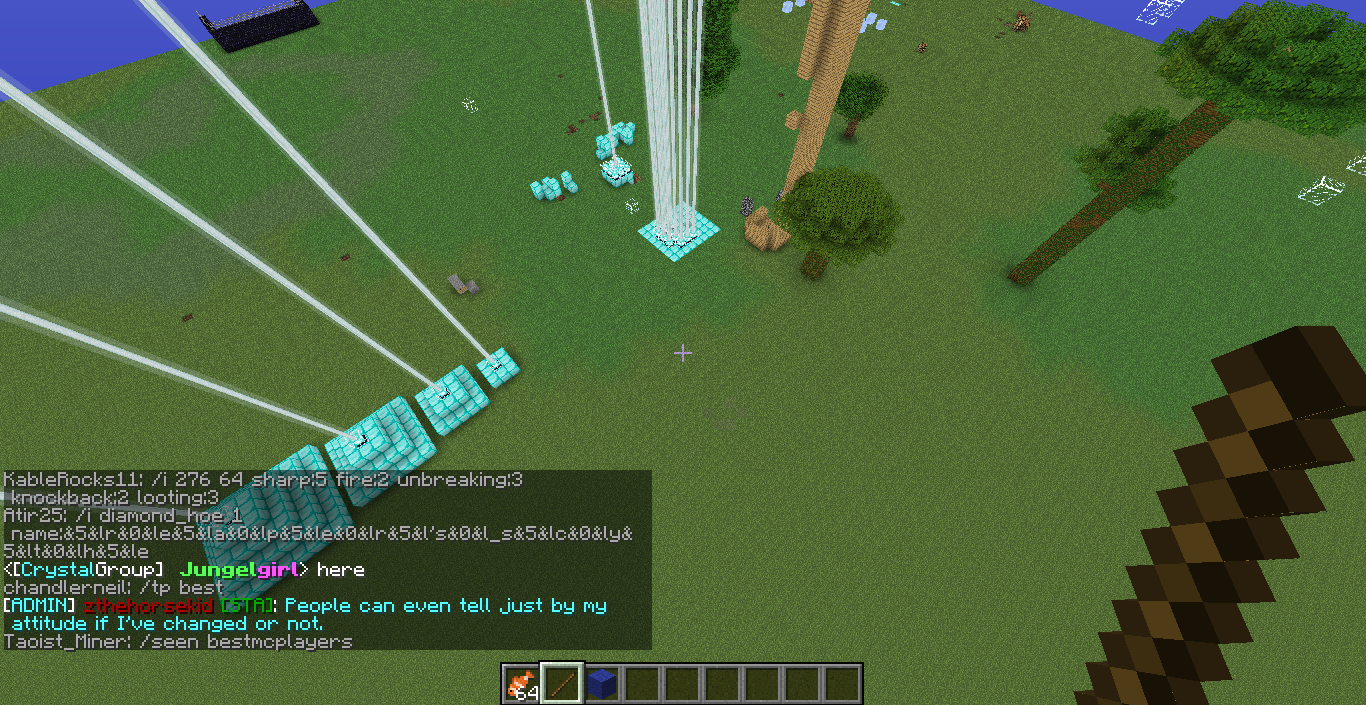 KableRocks11: /i 276 64 sharp:5 fire:2 unbreaking:3
knockback:2 looting:3
Atir25: /i diamond_hoe 1
name:&5&lr&0&le&5&la&0&lp&5&le&0&lr&5&l's&0&l_s&5&lc&0&ly&
5&lt&0&lh&5&le
<[CrystalGroup] Jungelgirl> here
chandlerneil: /tp best
[ADMIN] zthehorsekid [STA]: People can even tell just by my
attitude if I've changed or not.
Taoist_Miner: /seen bestmcplayers
64